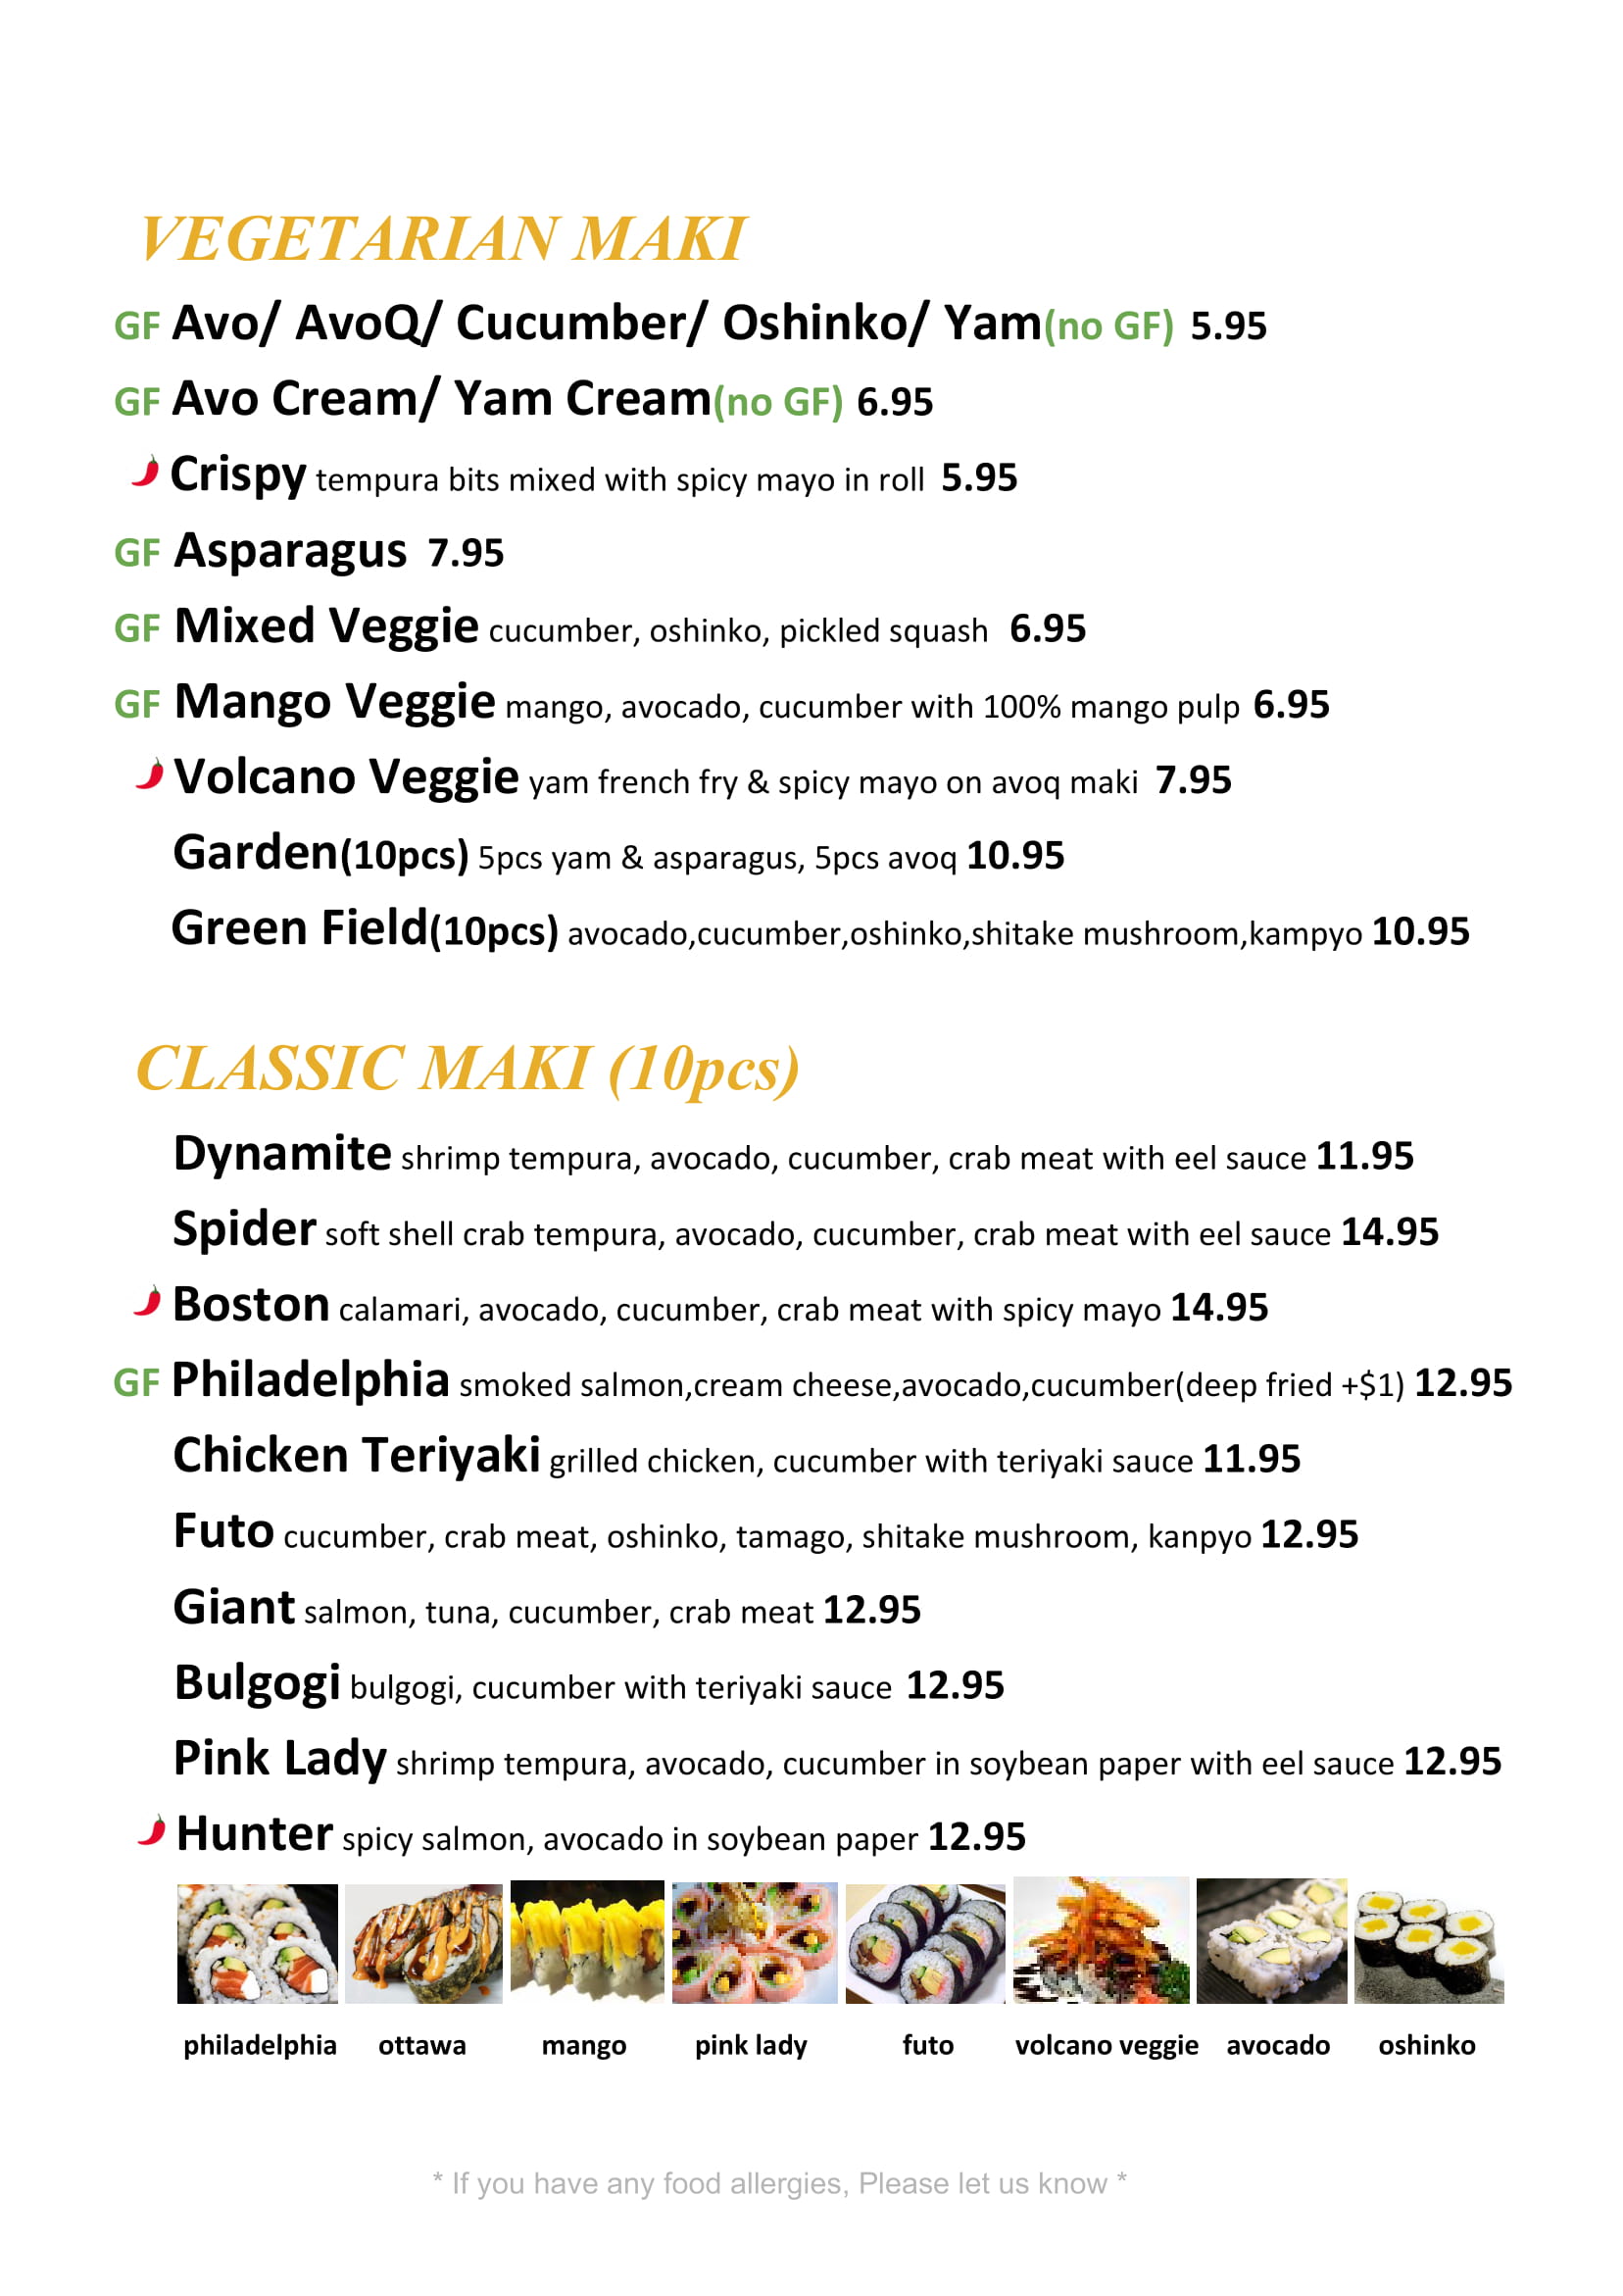 VEGETARIAN MAKI
GF Avo/ AvoQ/ Cucumber/ Oshinko/ Yam(no GF) 5.95
GF Avo Cream/ Yam Cream(no GF) 6.95
Crispy tempura bits mixed with spicy mayo in roll 5.95
GF Asparagus 7.95
GF Mixed Veggie cucumber, oshinko, pickled squash 6.95
GF Mango Veggie mango, avocado, cucumber with 100% mango pulp 6.95
Volcano Veggie yam french fry & spicy mayo on avoq maki 7.95
Garden(10pcs) 5pcs yam & asparagus, 5pcs avoq 10.95
Green Field(10pcs) avocado,cucumber,oshinko,shitake mushroom,kampyo 10.95
CLASSIC MAKI (10pcs)
Dynamite shrimp tempura, avocado, cucumber, crab meat with eel sauce 11.95
Spider soft shell crab tempura, avocado, cucumber, crab meat with eel sauce 14.95
Boston calamari, avocado, cucumber, crab meat with spicy mayo 14.95
GF Philadelphia smoked salmon,cream cheese,avocado,cucumber(deep fried +$1) 12.95
Chicken Teriyaki grilled chicken, cucumber with teriyaki sauce 11.95
Futo cucumber, crab meat, oshinko, tamago, shitake mushroom, kanpyo 12.95
Giant salmon, tuna, cucumber, crab meat 12.95
Bulgogi bulgogi, cucumber with teriyaki sauce 12.95
Pink Lady shrimp tempura, avocado, cucumber in soybean paper with eel sauce 12.95
Hunter spicy salmon, avocado in soybean paper 12.95
philadelphia ottawa mango pink lady futo volcano veggie avocado oshinko
* If you have any food allergies, Please let us know *